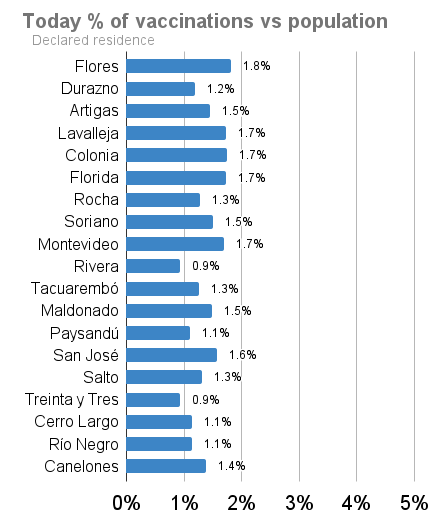 Today % of vaccinations vs population
Declared residence
Flores 1.8%
Durazno 1.2%
Artigas 1.5%
Lavalleja 1.7%
Colonia 1.7%
Florida 1.7%
Rocha 1.3%
Soriano 1.5%
Montevideo 1.7%
Rivera 0.9%
Tacuarembó 1.3%
Maldonado 1.5%
Paysandú 1.1%
San José 1.6%
Salto 1.3%
Treinta y Tres 0.9%
Cerro Largo 1.1%
Río Negro 1.1%
Canelones 1.4%
0% 1% 2% 3% 4% 5%